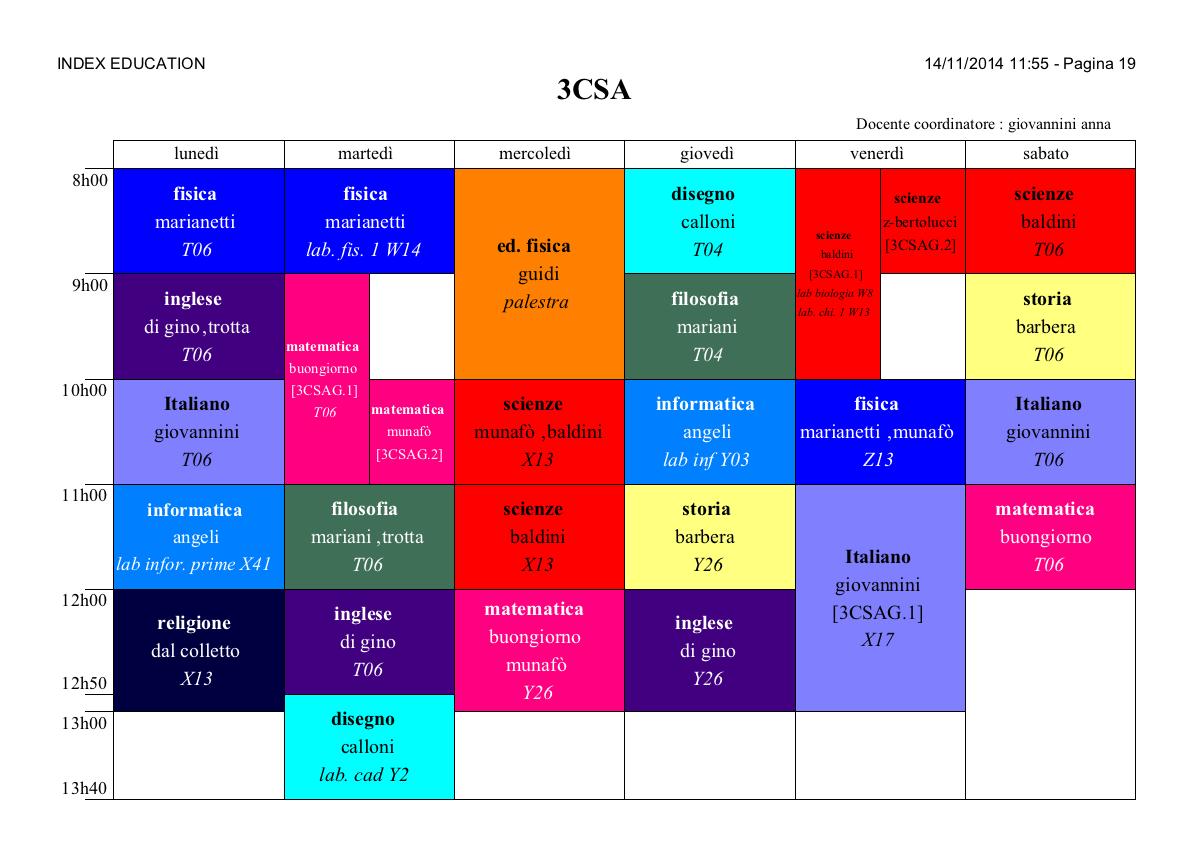 INDEX EDUCATION
14/11/2014 11:55 - Pagina 19
3CSA
Docente coordinatore : giovannini anna
lunedì
martedì
mercoledì
giovedì
venerdì
sabato
8h00
fisica
marianetti
T06
fisica
marianetti
lab. fis. 1 W14
ed. fisica
guidi
palestra
disegno
calloni
T04
scienze
baldini
[3CSAG.1]
lab biologia W8
lab. chi. 1 W13
scienze
z-bertolucci
[3CSAG.2]
scienze
baldini
T06
9h00
inglese
di gino ,trotta
T06
matematica
buongiorno
[3CSAG.1]
T06
filosofia
mariani
T04
storia
barbera
T06
10h00
Italiano
giovannini
T06
matematica
munafò
[3CSAG.2]
scienze
munafò ,baldini
X13
informatica
angeli
lab inf Y03
fisica
marianetti ,munafò
Z13
Italiano
giovannini
T06
11h00
informatica
angeli
lab infor. prime X41
filosofia
mariani ,trotta
T06
scienze
baldini
X13
storia
barbera
Y26
Italiano
giovannini
[3CSAG.1]
X17
matematica
buongiorno
T06
12h00
religione
dal colletto
X13
inglese
di gino
T06
matematica
buongiorno
munafò
Y26
inglese
di gino
Y26
12h50
disegno
calloni
lab. cad Y2
13h00
13h40